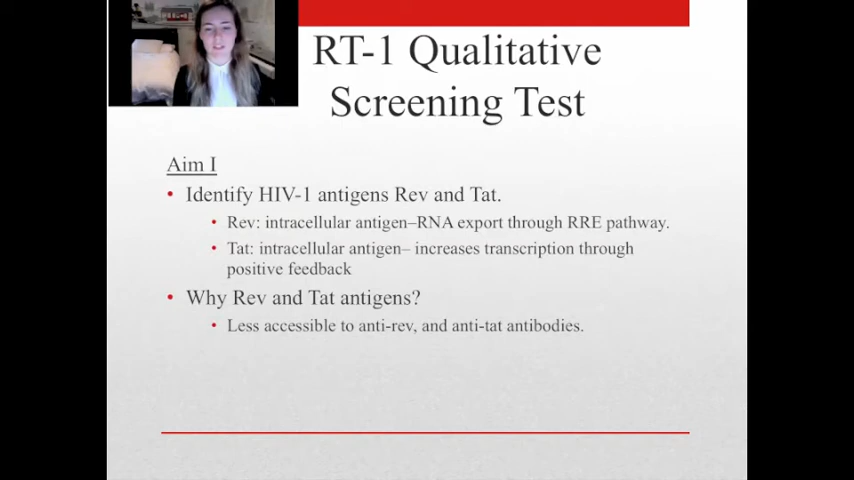 RT-1 Qualitative
Screening Test
Aim I
• Identify HIV-1 antigens Rev and Tat.
• Rev: intracellular antigen–RNA export through RRE pathway.
• Tat: intracellular antigen– increases transcription through
positive feedback
• Why Rev and Tat antigens?
• Less accessible to anti-rev, and anti-tat antibodies.